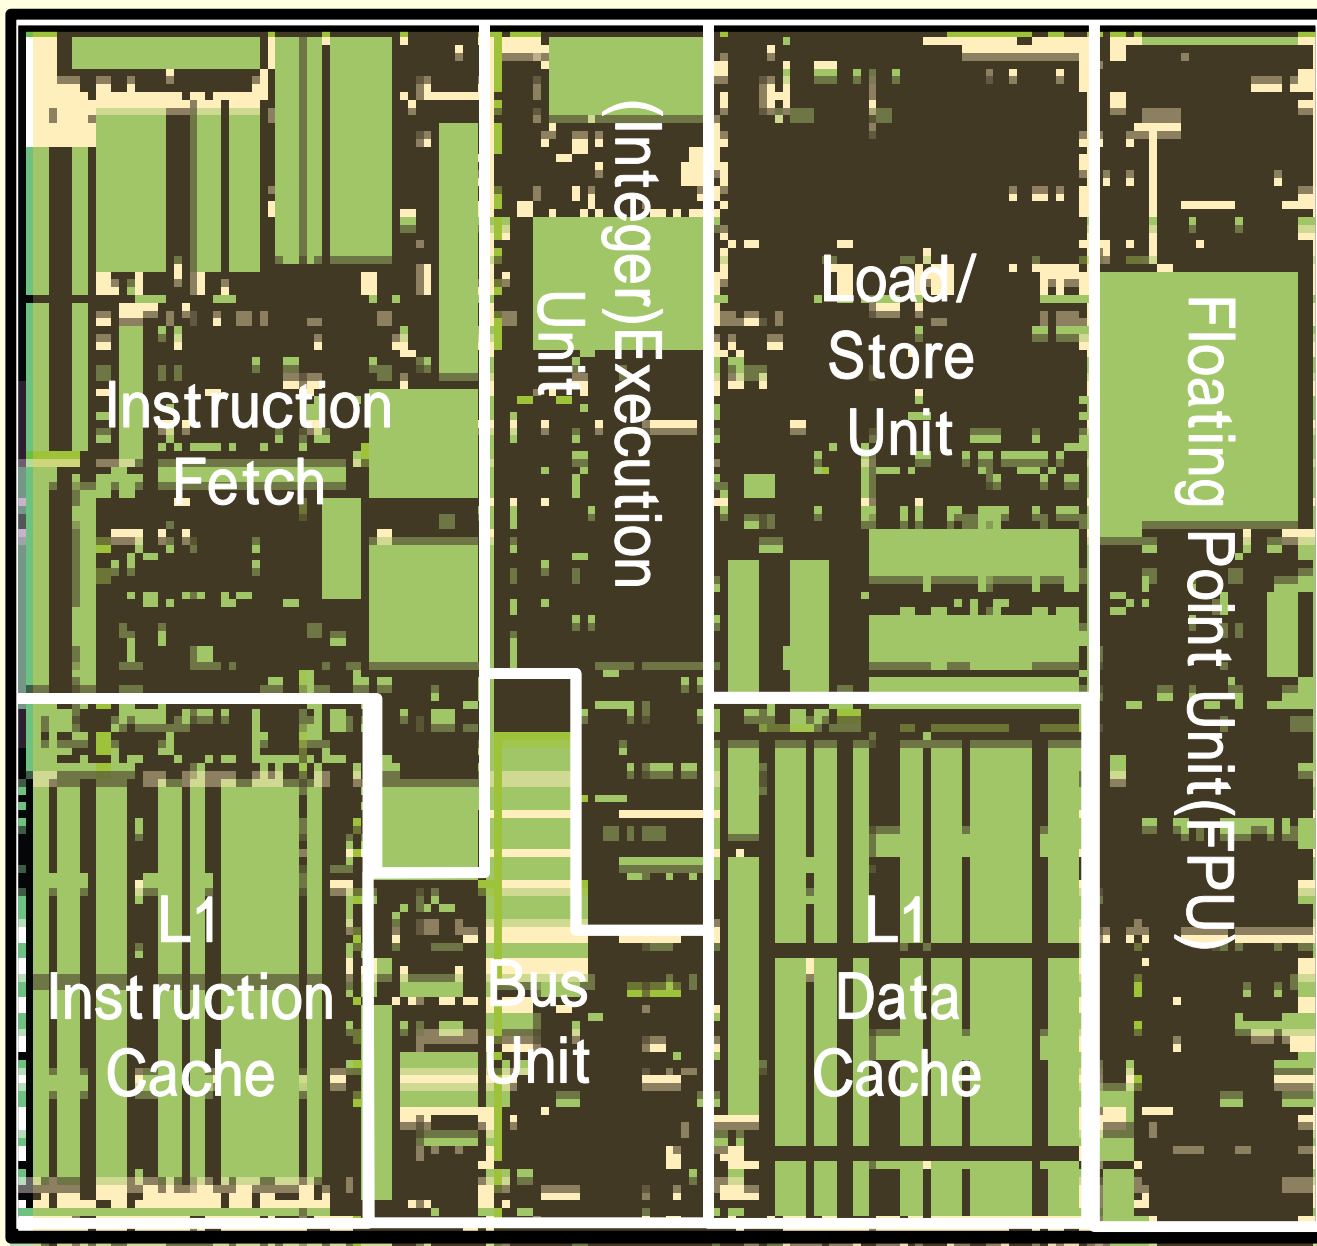 Instruction
Fetch
(Integer)Execution
Unit
Load/
Store
Unit
Floating Point Unit(FPU)
L1
Instruction
Cache
Bus
Unit
L1
Data
Cache